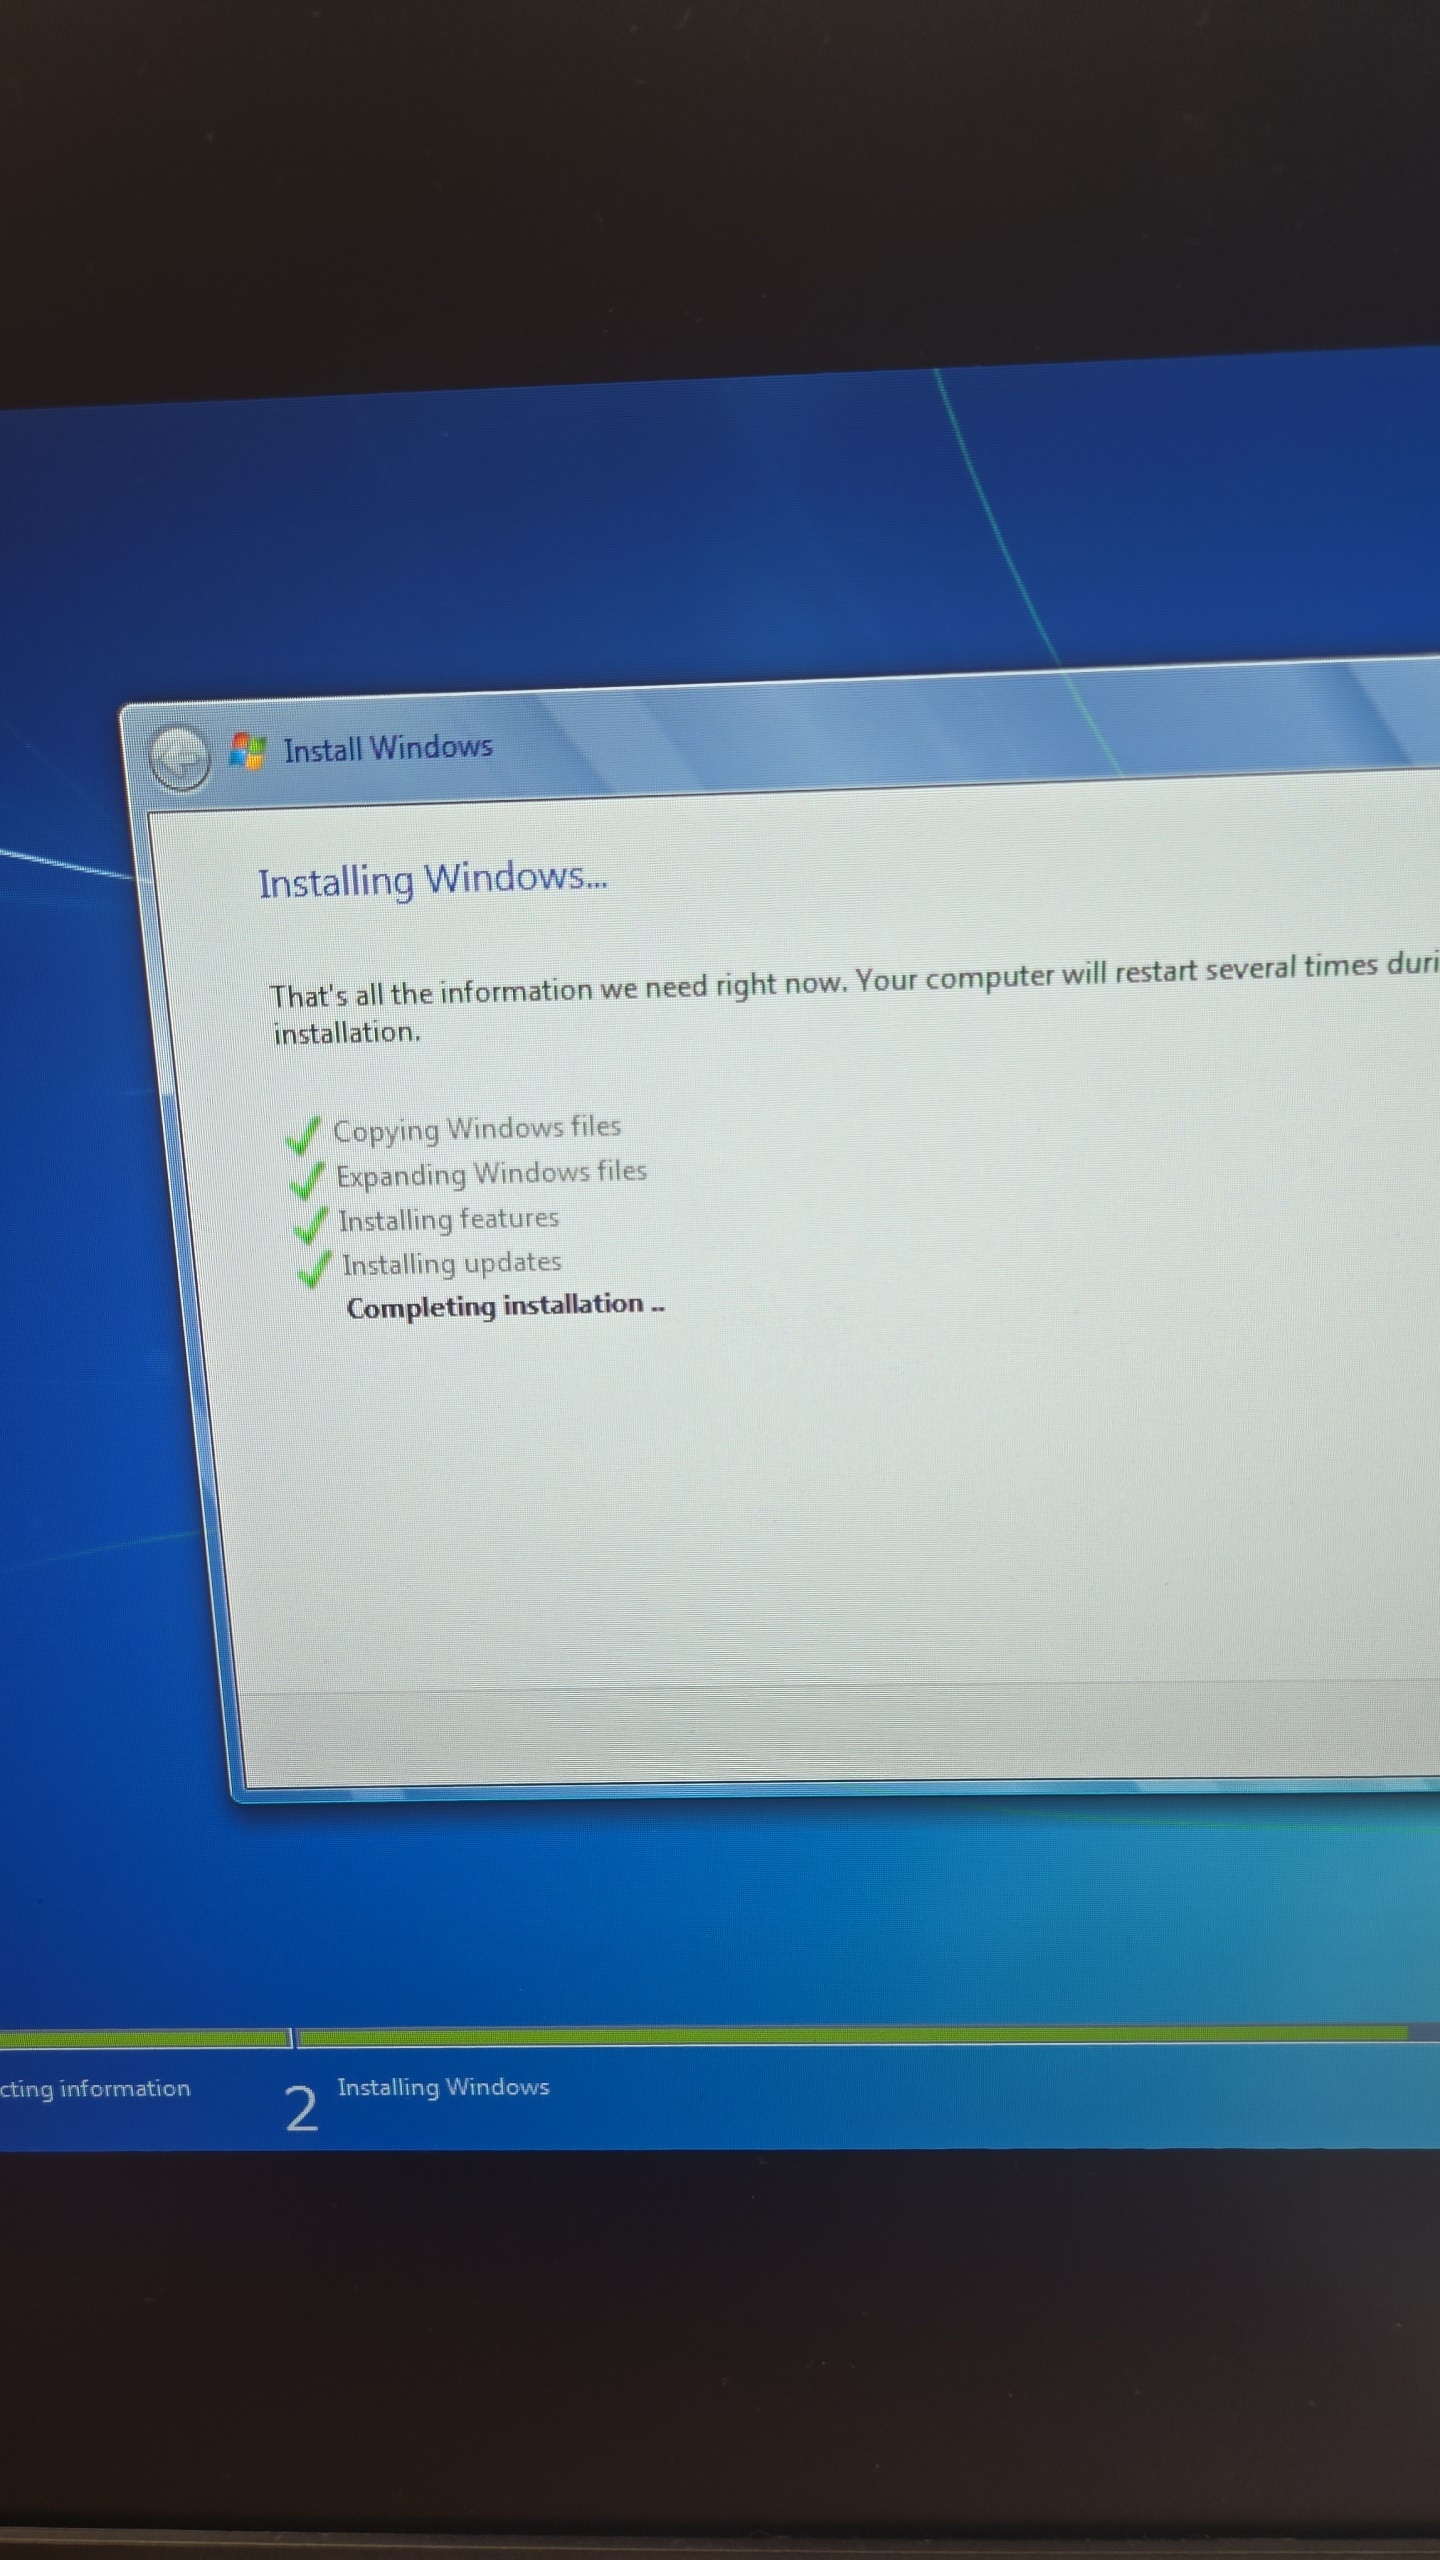 Install Windows
Installing Windows...
That's all the information we need right now. Your computer will restart several times duri
installation.
Copying Windows files
Expanding Windows files
Installing features
Installing updates
Completing installation ..
cting information
2 Installing Windows